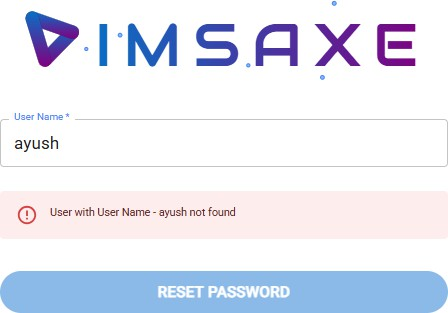 IMSAXE
User Name *
ayush
User with User Name - ayush not found
RESET PASSWORD